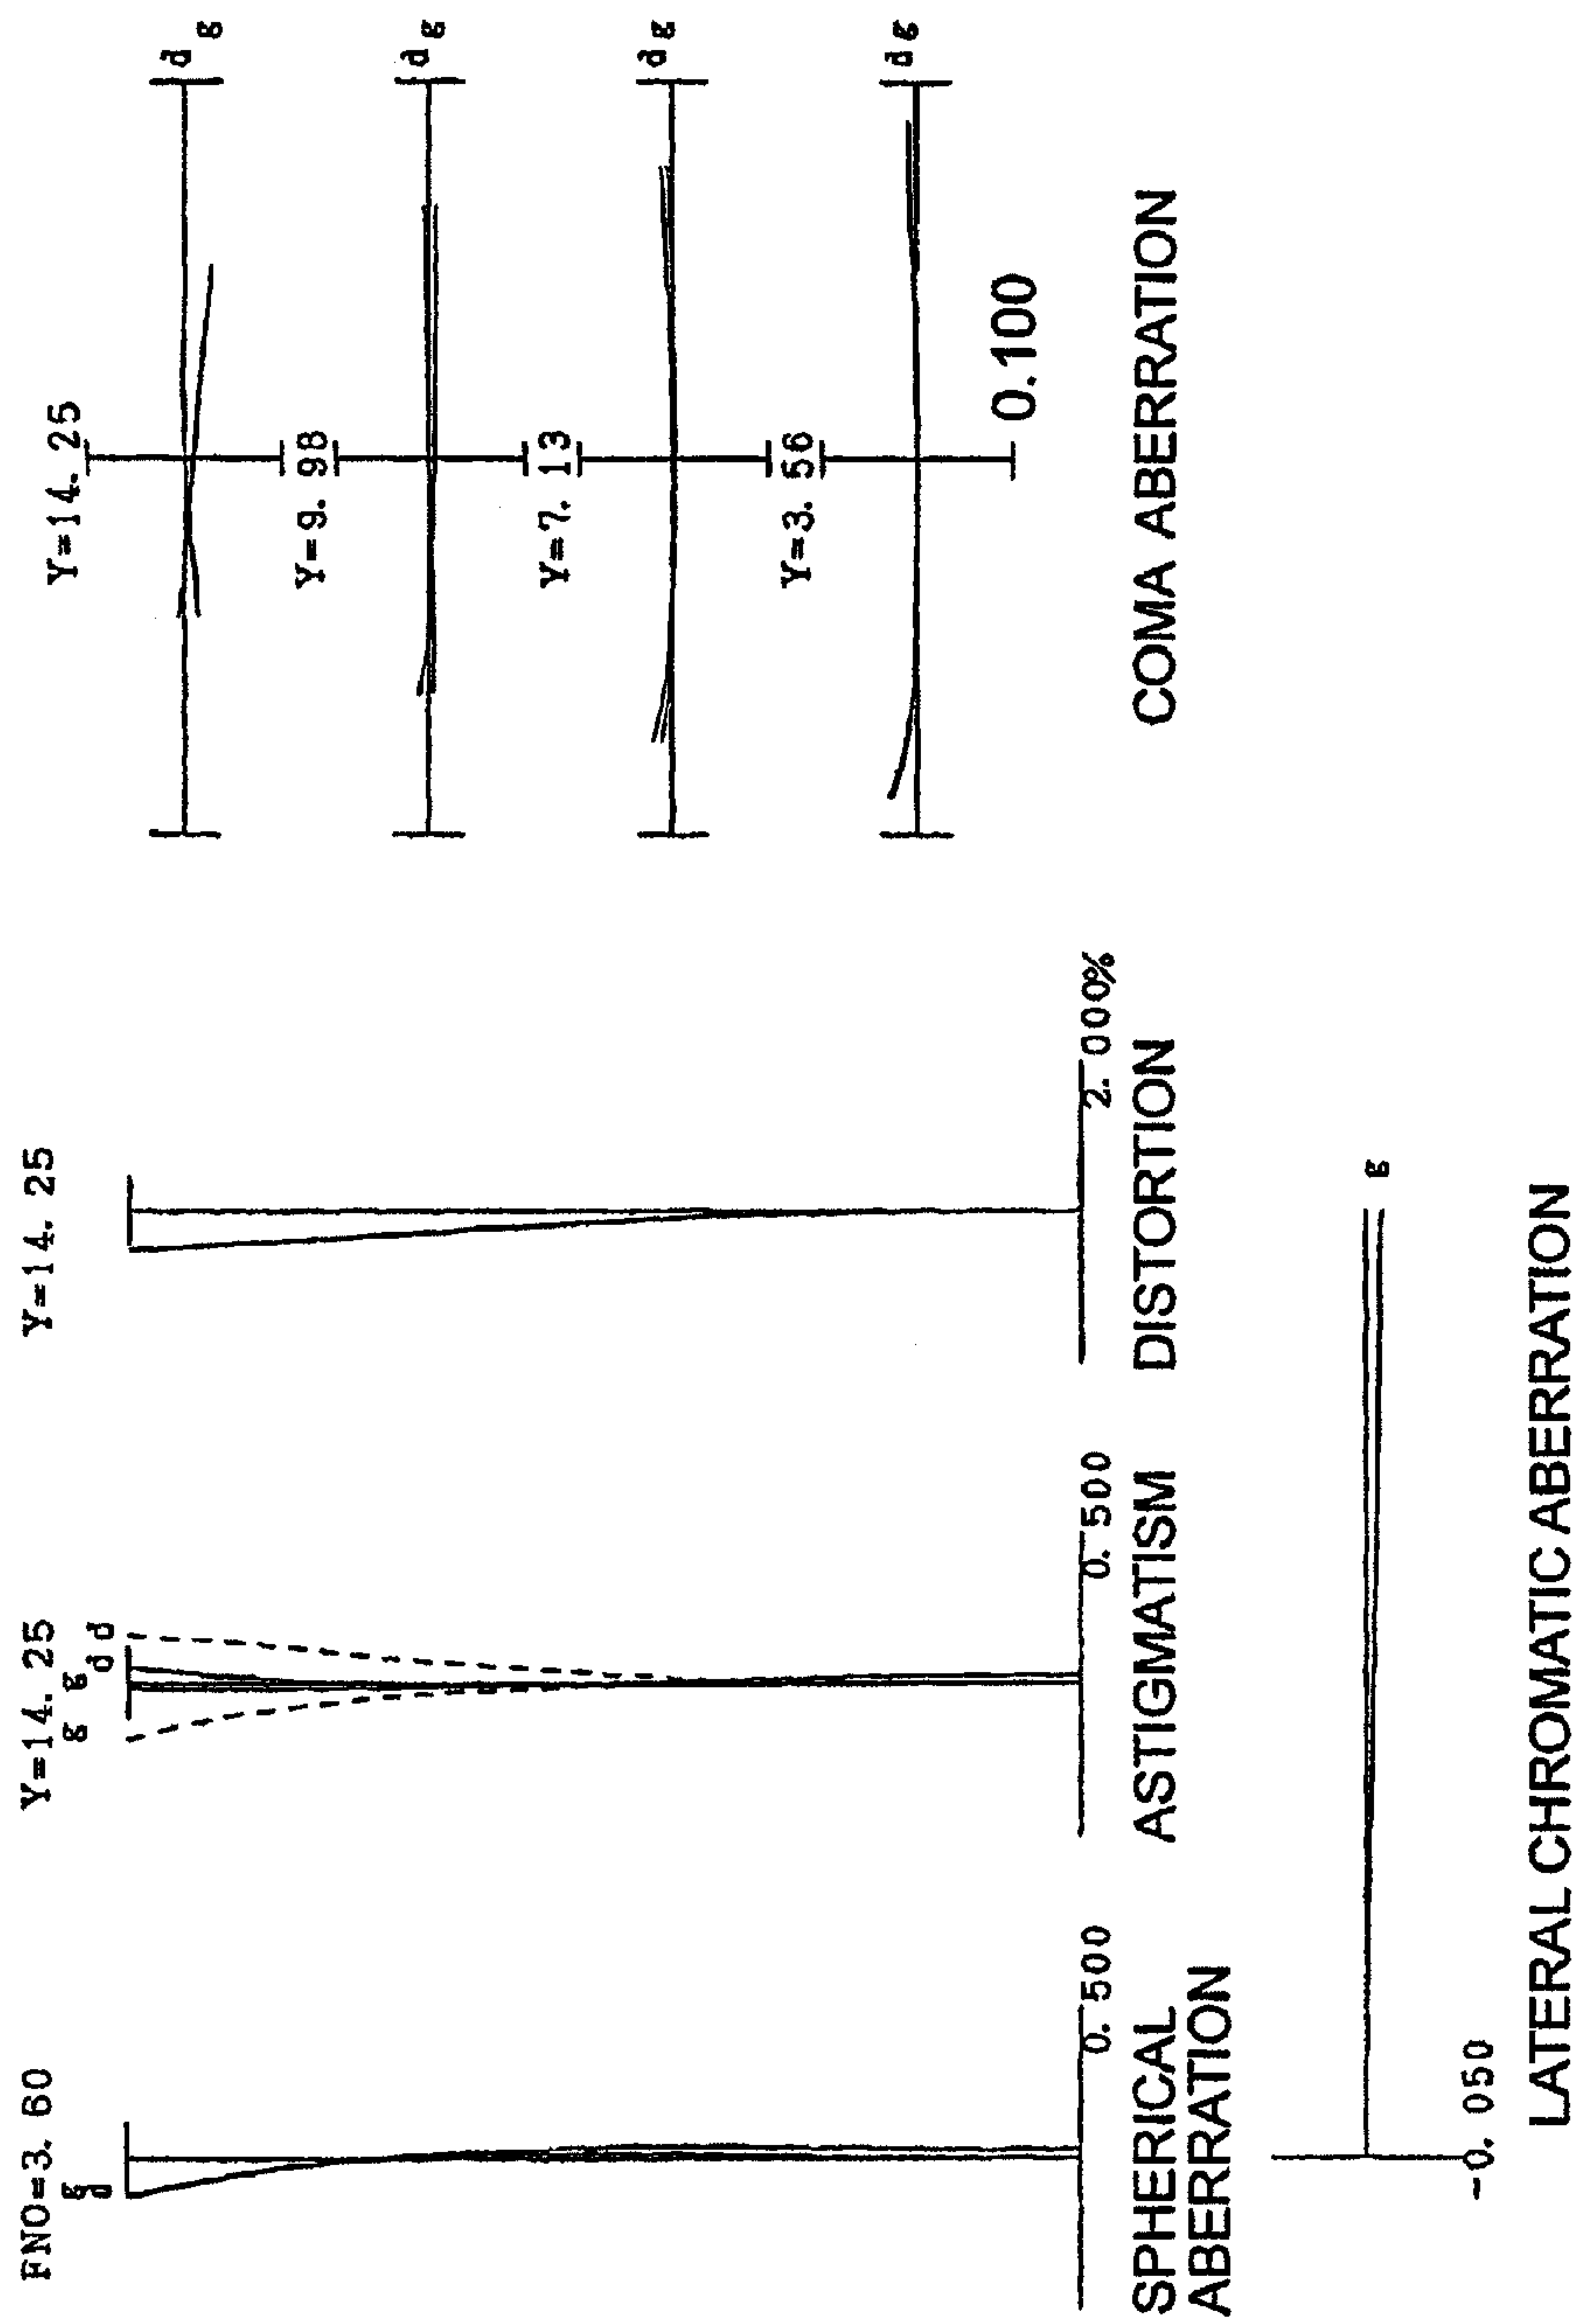 FNO=3. 60
g
d
0. 500
SPHERICAL
ABERRATION
Y=14. 25
g g
d d
0. 500
ASTIGMATISM
Y=14. 25
2. 000%
DISTORTION
Y=14. 25
d
g
Y=9. 98
d
g
Y=7. 13
d
g
Y=3. 56
d
g
0.100
COMA ABERRATION
g
-0. 050
LATERAL CHROMATIC ABERRATION